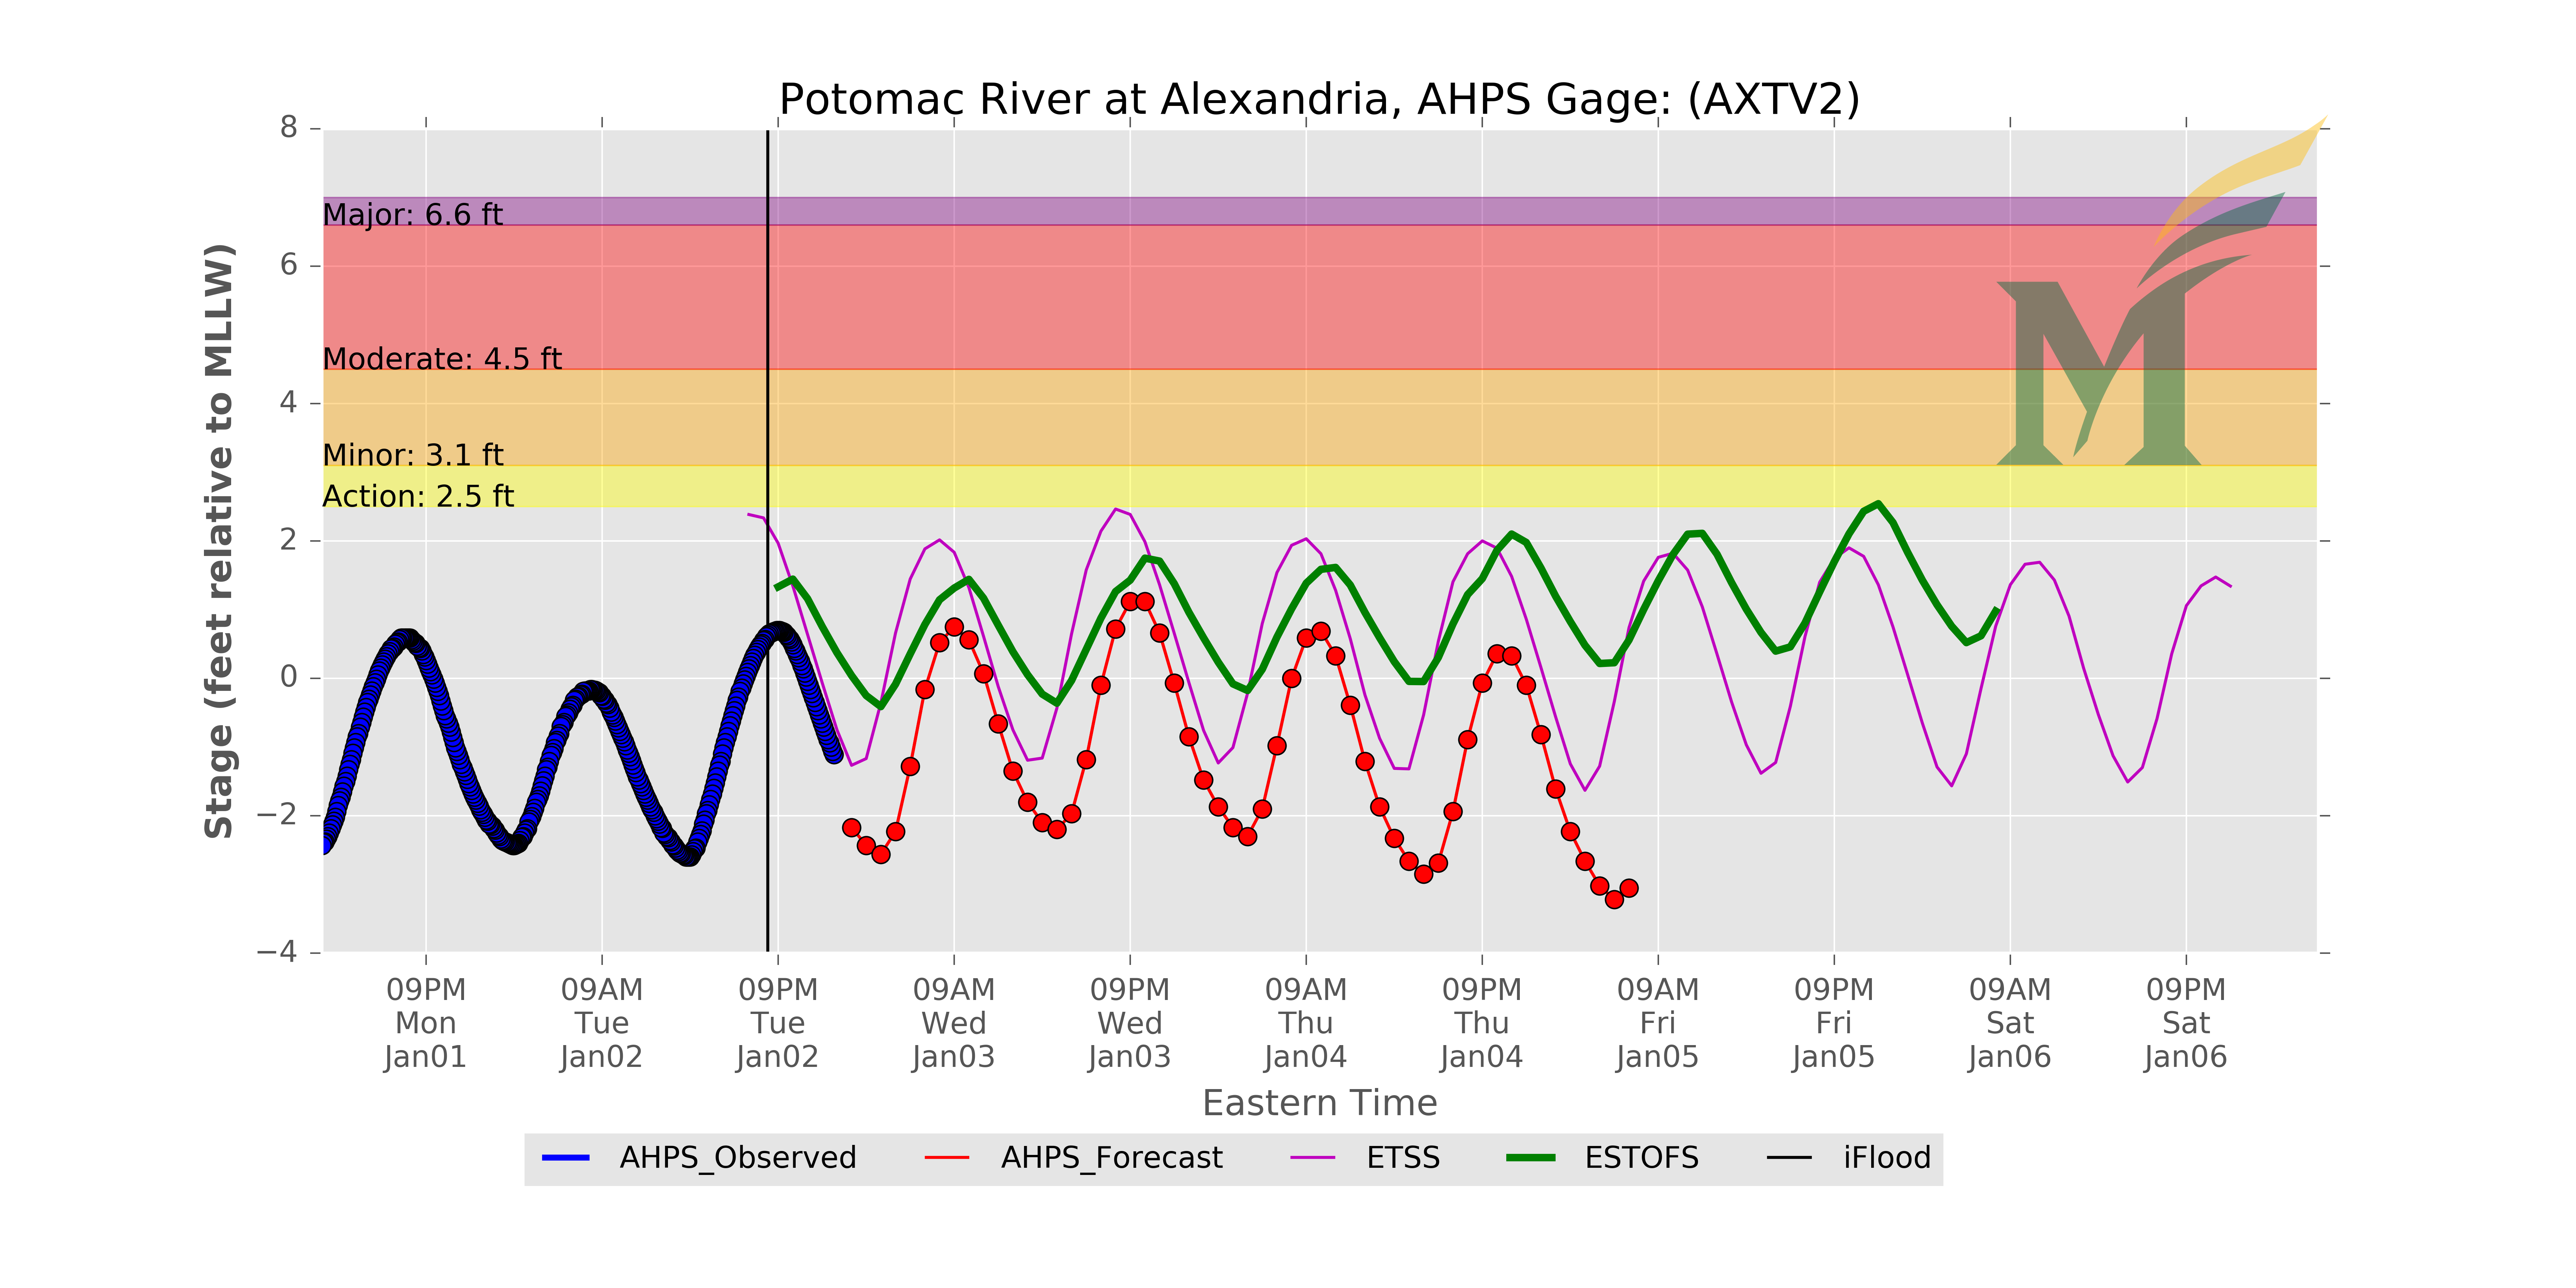 Potomac River at Alexandria, AHPS Gage: (AXTV2)
Stage (feet relative to MLLW)
8
6
4
2
0
−2
−4
Major: 6.6 ft
Moderate: 4.5 ft
Minor: 3.1 ft
Action: 2.5 ft
M
09PM
Mon
Jan01
09AM
Tue
Jan02
09PM
Tue
Jan02
09AM
Wed
Jan03
09PM
Wed
Jan03
09AM
Thu
Jan04
09PM
Thu
Jan04
09AM
Fri
Jan05
09PM
Fri
Jan05
09AM
Sat
Jan06
09PM
Sat
Jan06
Eastern Time
AHPS_Observed
AHPS_Forecast
ETSS
ESTOFS
iFlood